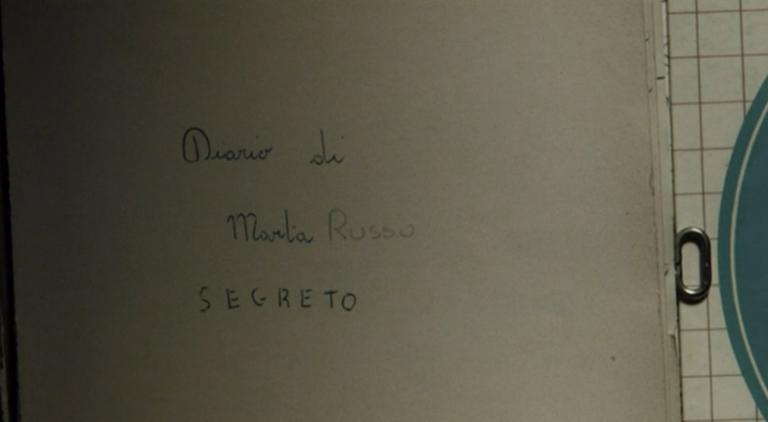 Diario di
Marta Russo
SEGRETO